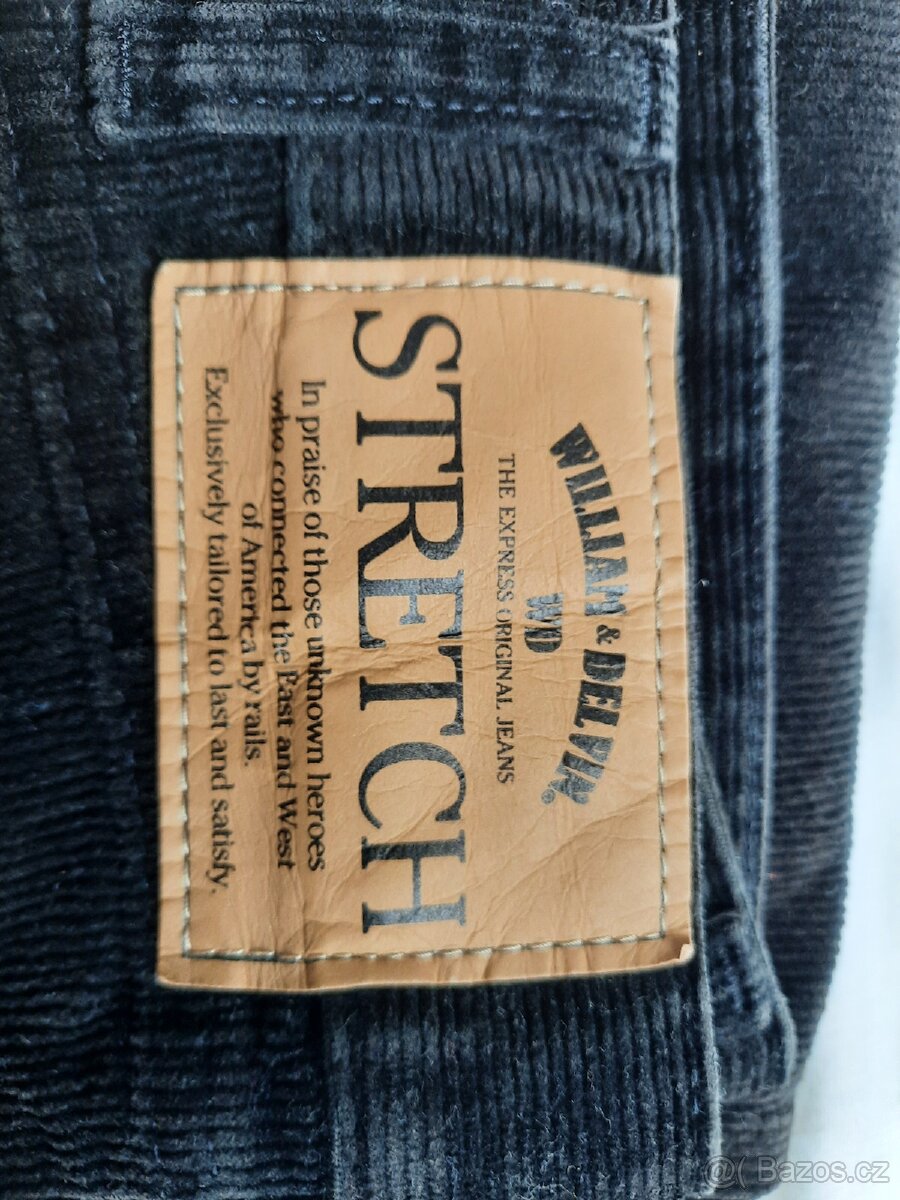 WILLIAM & DELVIN®
WD
THE EXPRESS ORIGINAL JEANS
STRETCH
In praise of those unknown heroes
who connected the East and West
of America by rails.
Exclusively tailored to last and satisfy.
@( Bazos.cz